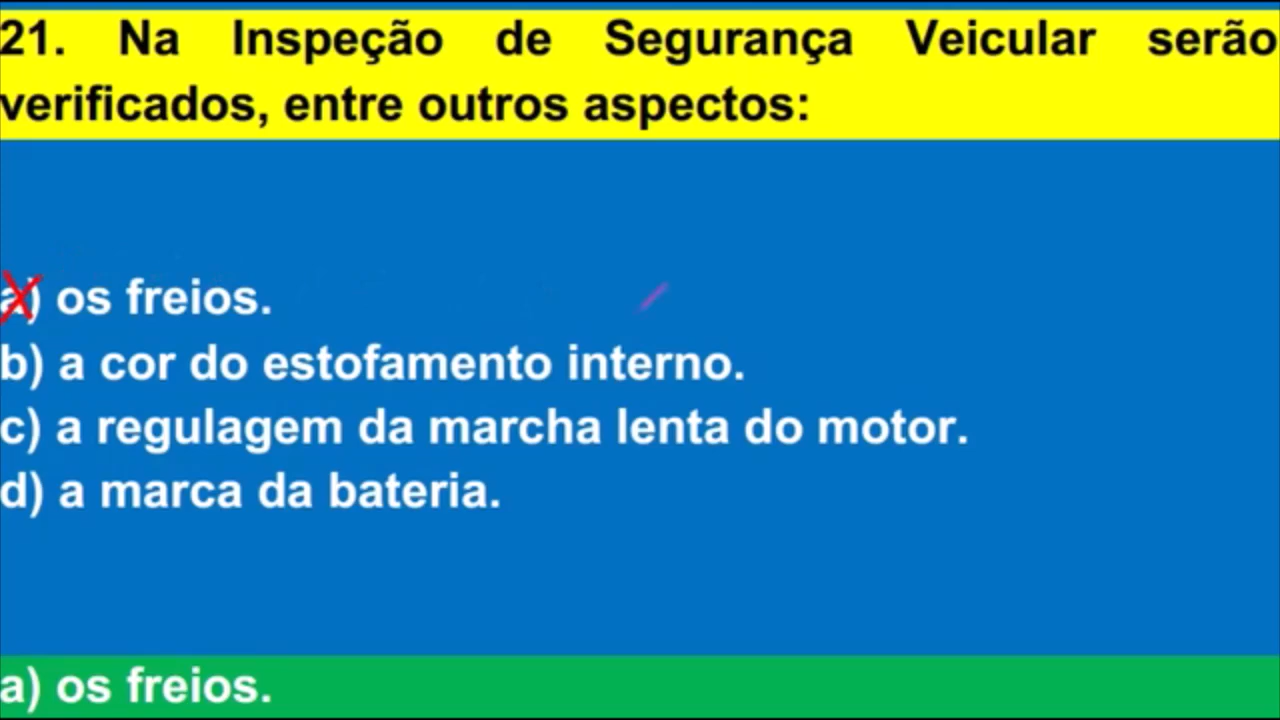 21. Na Inspeção de Segurança Veicular serão
verificados, entre outros aspectos:
a) os freios.
b) a cor do estofamento interno.
c) a regulagem da marcha lenta do motor.
d) a marca da bateria.
a) os freios.